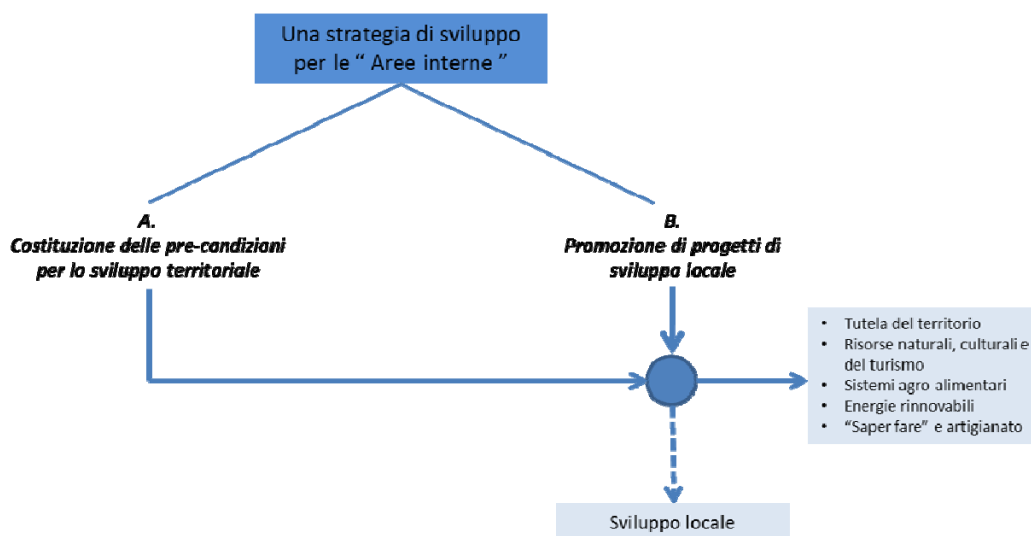 Una strategia di sviluppo
per le “ Aree interne ”
A.
Costituzione delle pre-condizioni
per lo sviluppo territoriale
B.
Promozione di progetti di
sviluppa locale
• Tutela del territorio
• Risorse naturali, culturali e
del turismo
• Sistemi agro alimentari
• Energie rinnovabili
• “Saper fare” e artigianato
Sviluppo locale